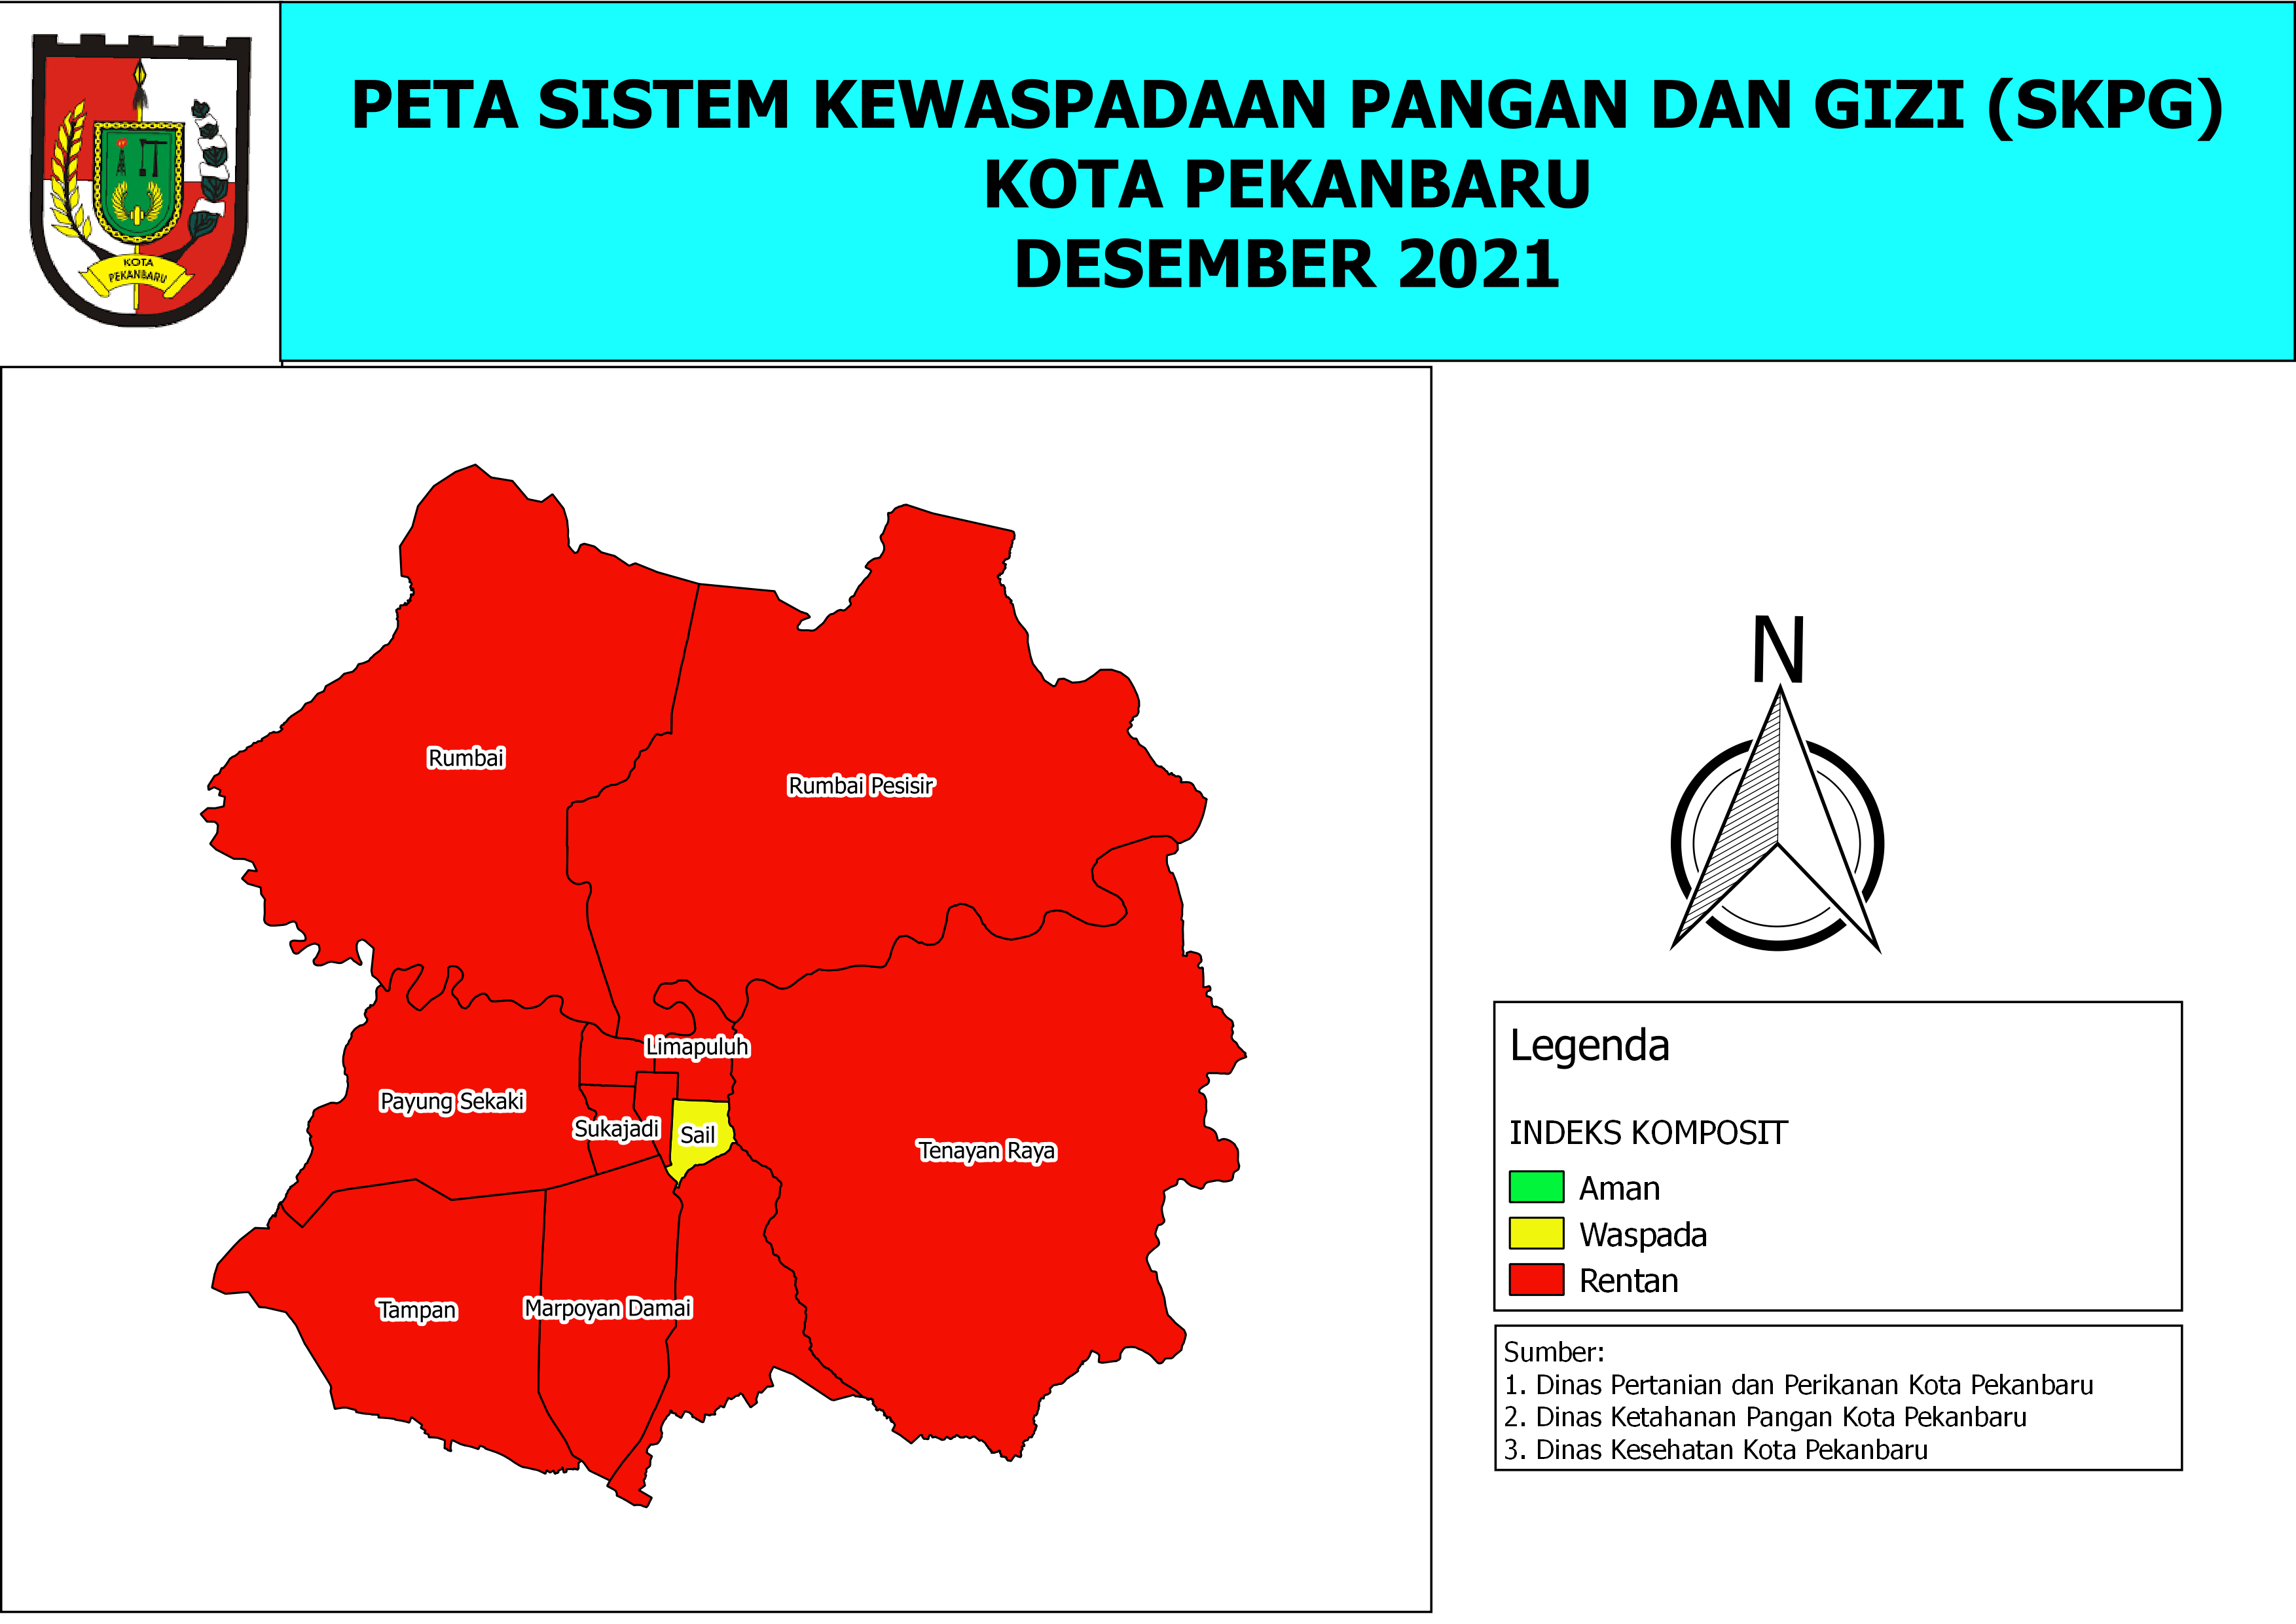 KOTA
PEKANBARU
PETA SISTEM KEWASPADAAN PANGAN DAN GIZI (SKPG)
KOTA PEKANBARU
DESEMBER 2021
Rumbai
Rumbai Pesisir
Limapuluh
Payung Sekaki
Sukajadi
Sail
Tenayan Raya
Tampan
Marpoyan Damai
N
Legenda
INDEKS KOMPOSIT
Aman
Waspada
Rentan
Sumber:
1. Dinas Pertanian dan Perikanan Kota Pekanbaru
2. Dinas Ketahanan Pangan Kota Pekanbaru
3. Dinas Kesehatan Kota Pekanbaru